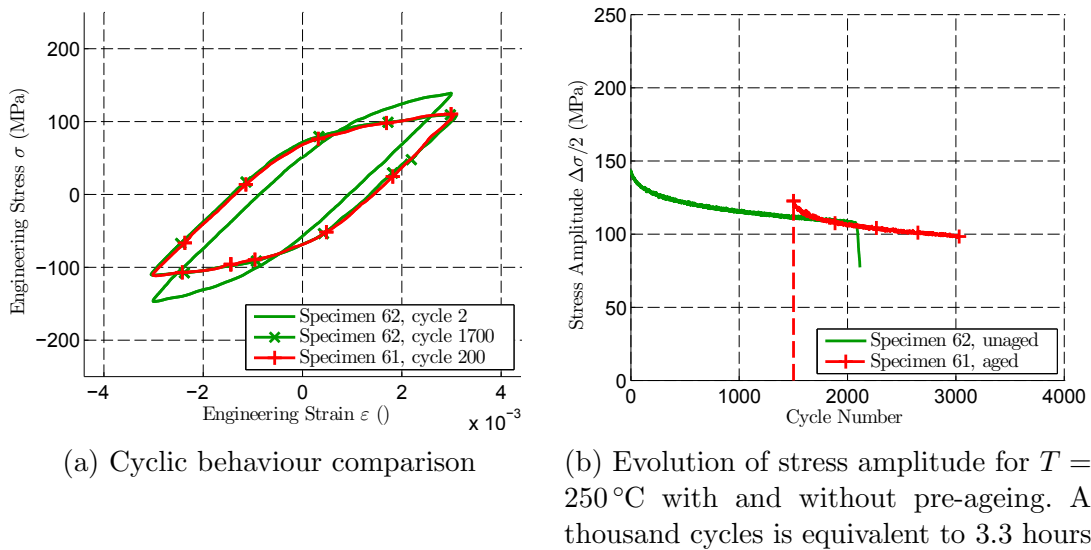 200
100
0
−100
−200
−4
−2
0
2
4
x 10⁻³
Engineering Stress σ (MPa)
Engineering Strain ε ()
Specimen 62, cycle 2
Specimen 62, cycle 1700
Specimen 61, cycle 200
(a) Cyclic behaviour comparison
250
200
150
100
50
0
0
1000
2000
3000
4000
Stress Amplitude Δσ/2 (MPa)
Cycle Number
Specimen 62, unaged
Specimen 61, aged
(b) Evolution of stress amplitude for T =
250 °C with and without pre-ageing. A
thousand cycles is equivalent to 3.3 hours